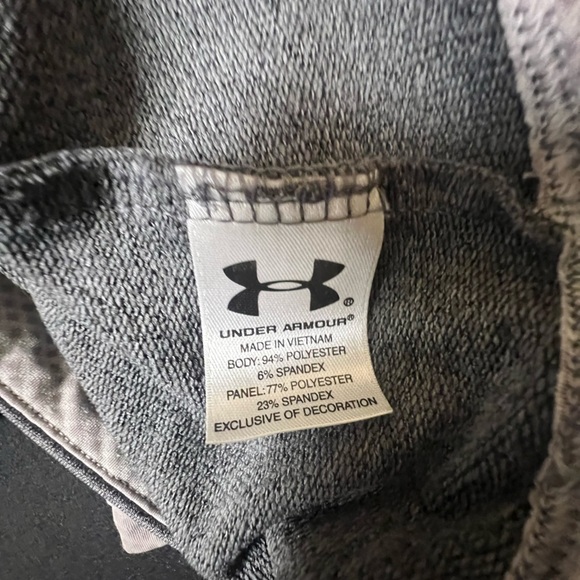 UNDER ARMOUR®
MADE IN VIETNAM
BODY: 94% POLYESTER
6% SPANDEX
PANEL: 77% POLYESTER
23% SPANDEX
EXCLUSIVE OF DECORATION